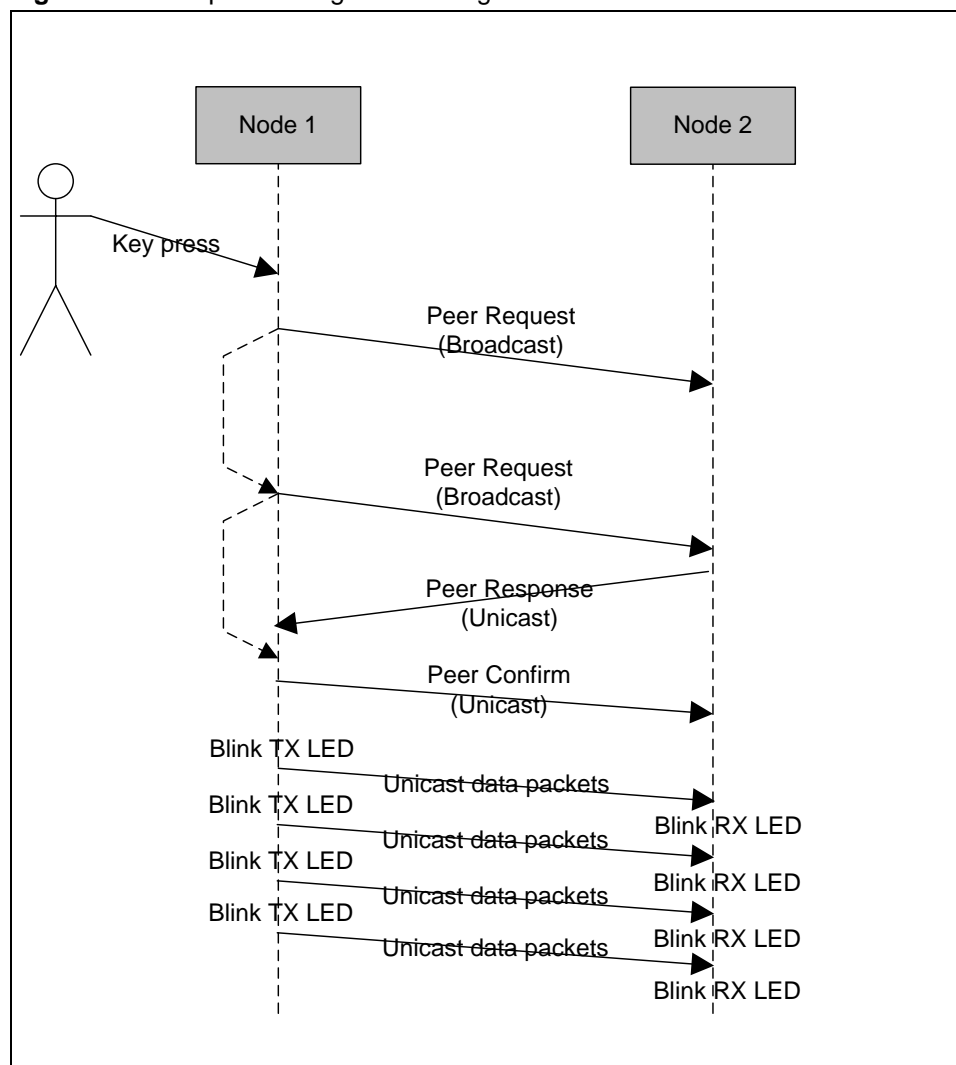 Node 1
Node 2
Key press
Peer Request
(Broadcast)
Peer Request
(Broadcast)
Peer Response
(Unicast)
Peer Confirm
(Unicast)
Blink TX LED
Unicast data packets
Blink TX LED
Blink RX LED
Unicast data packets
Blink TX LED
Blink RX LED
Unicast data packets
Blink TX LED
Blink RX LED
Unicast data packets
Blink RX LED